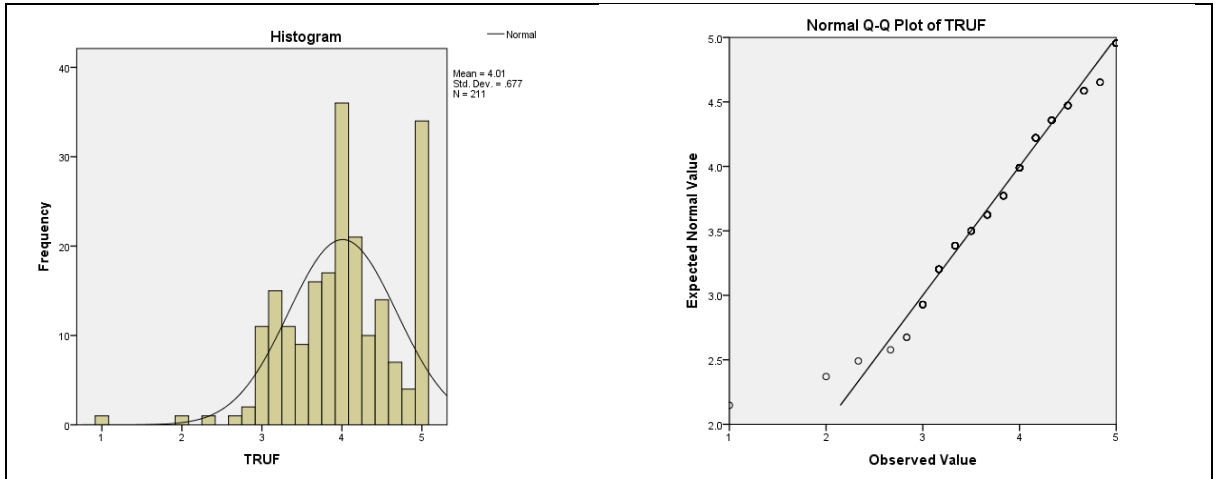 Histogram
Normal
Mean = 4.01
Std. Dev. = .677
N = 211
40
30
20
10
0
Frequency
1 2 3 4 5
TRUF
Normal Q-Q Plot of TRUF
5.0
4.5
4.0
3.5
3.0
2.5
2.0
Expected Normal Value
1 2 3 4 5
Observed Value